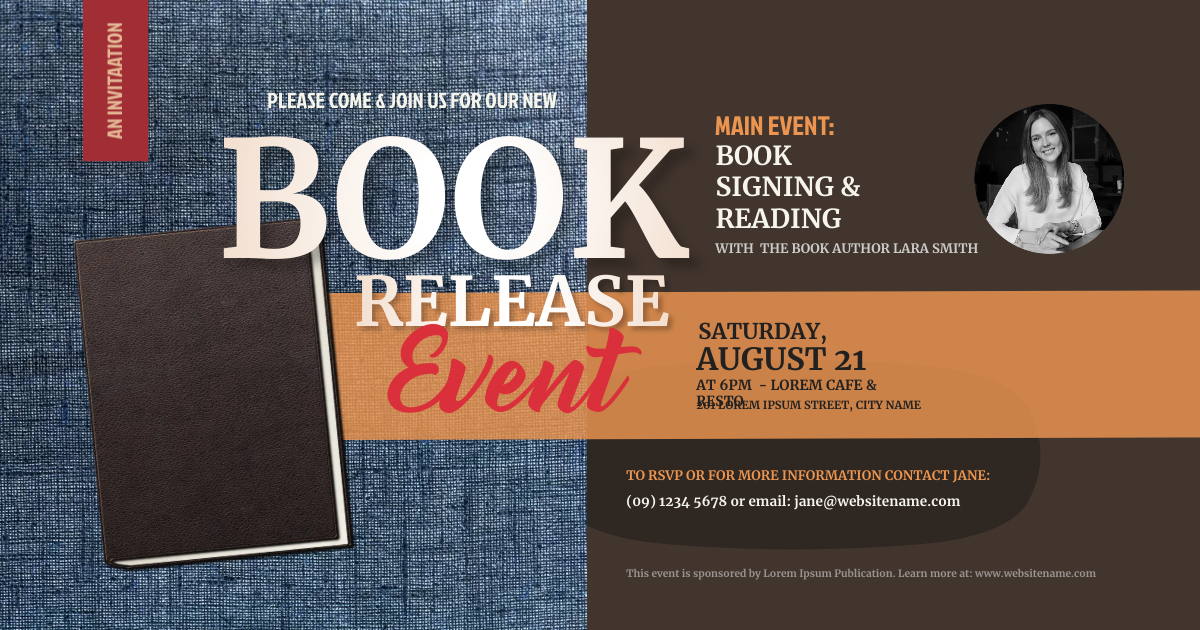 AN INVITAATION
PLEASE COME & JOIN US FOR OUR NEW
BOOK
RELEASE
Event
MAIN EVENT:
BOOK
SIGNING &
READING
WITH THE BOOK AUTHOR LARA SMITH
SATURDAY,
AUGUST 21
AT 6PM - LOREM CAFE &
RESTO
LOREM IPSUM STREET, CITY NAME
TO RSVP OR FOR MORE INFORMATION CONTACT JANE:
(09) 1234 5678 or email: jane@websitename.com
This event is sponsored by Lorem Ipsum Publication. Learn more at: www.websitename.com